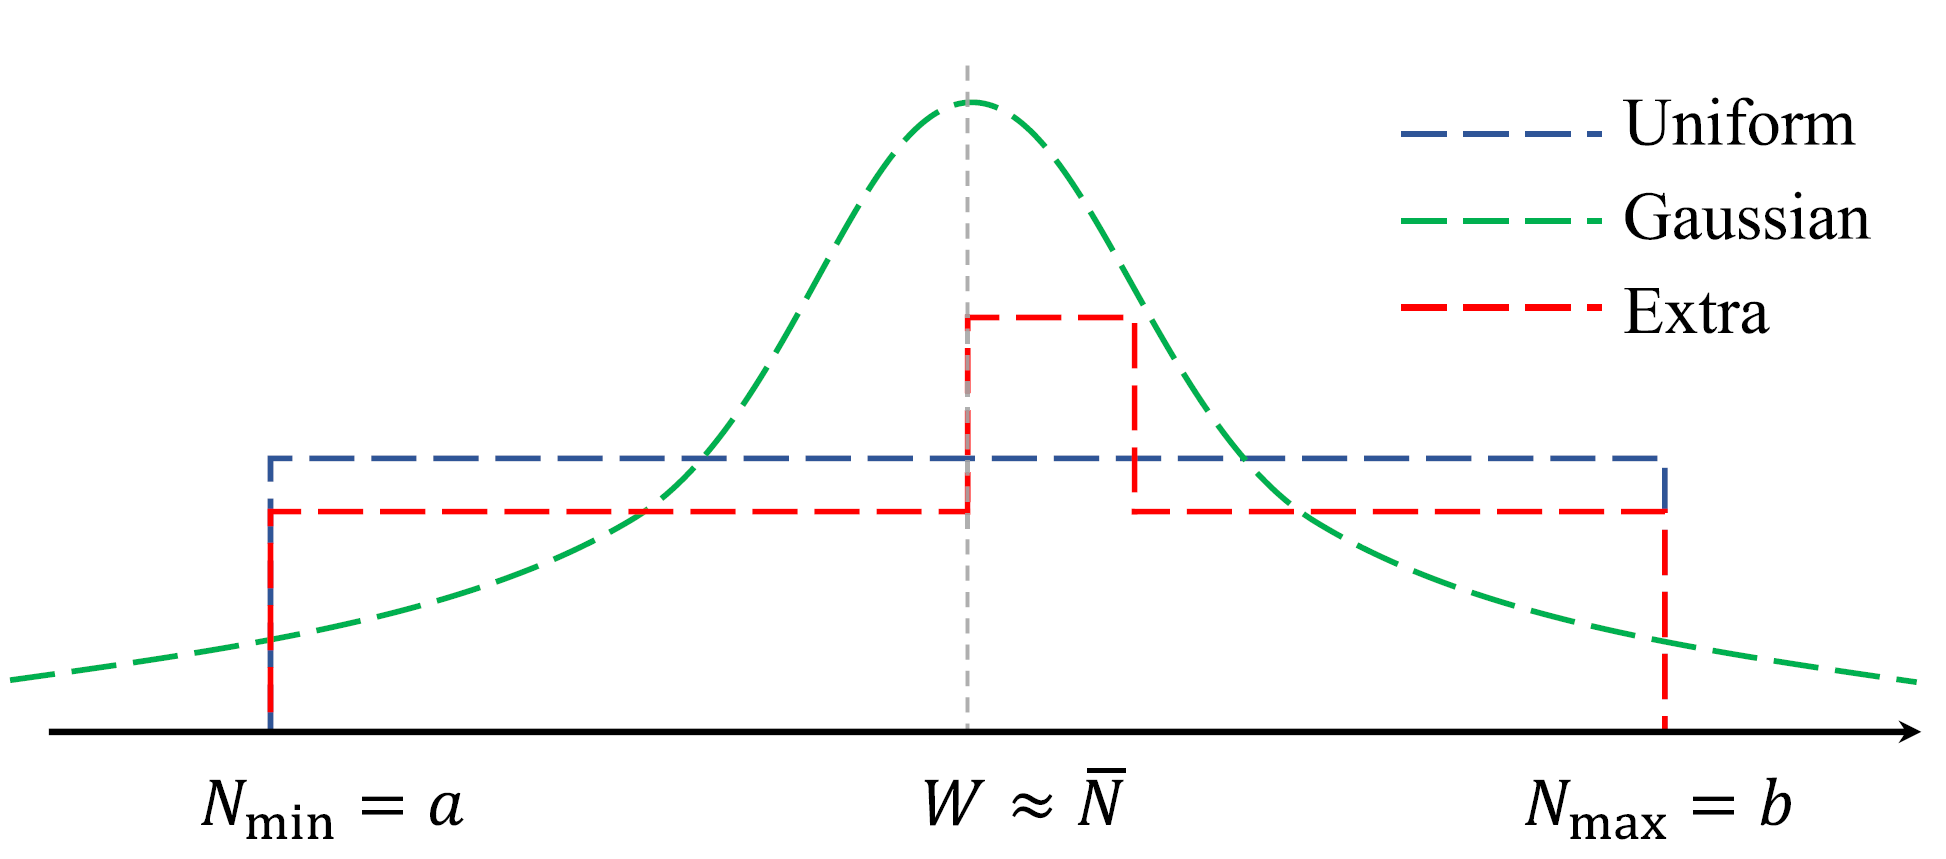 Uniform
Gaussian
Extra
N_min = a
W ≈ N̅
N_max = b